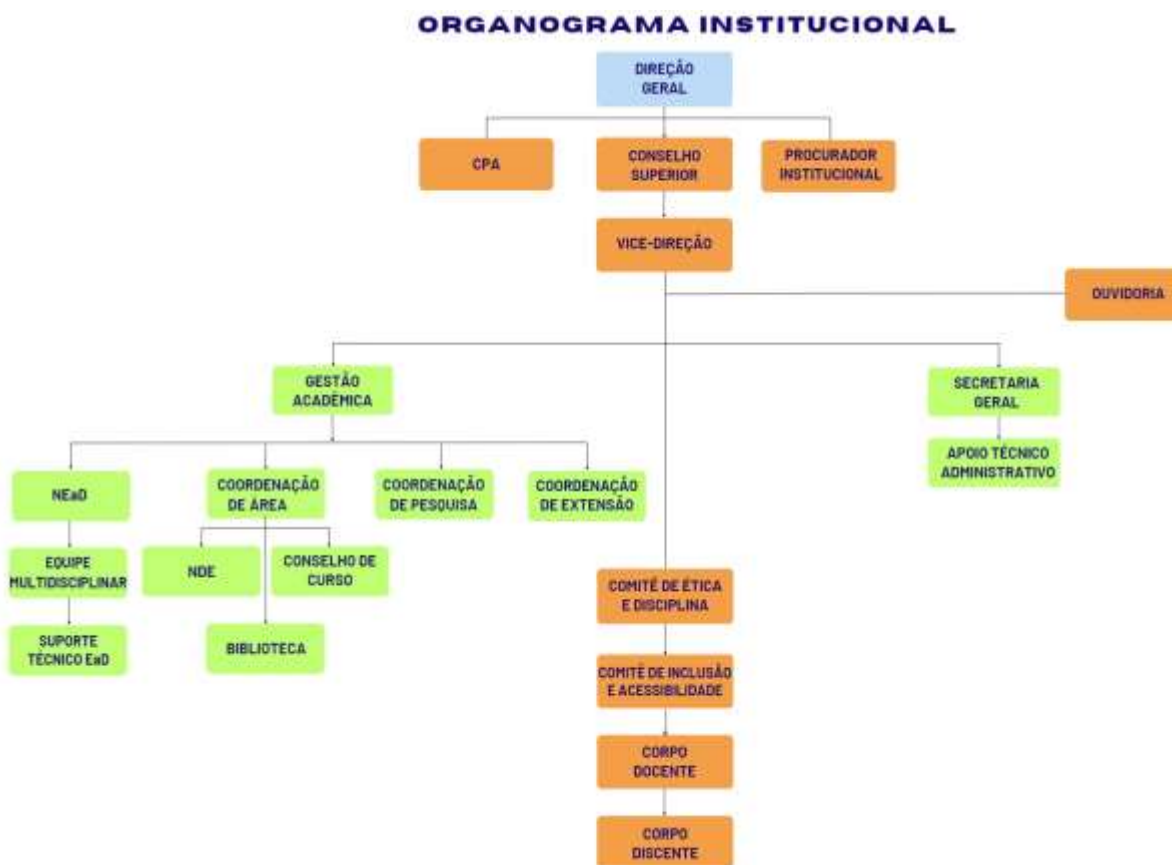 ORGANOGRAMA INSTITUCIONAL
DIREÇÃO
GERAL
CPA
CONSELHO
SUPERIOR
PROCURADOR
INSTITUCIONAL
VICE-DIREÇÃO
OUVIDORIA
GESTÃO
ACADÊMICA
SECRETARIA
GERAL
APOIO TÉCNICO
ADMINISTRATIVO
NEaD
COORDENAÇÃO
DE ÁREA
COORDENAÇÃO
DE PESQUISA
COORDENAÇÃO
DE EXTENSÃO
EQUIPE
MULTIDISCIPLINAR
NDE
CONSELHO DE
CURSO
SUPORTE
TÉCNICO EaD
BIBLIOTECA
COMITÉ DE ÉTICA
E DISCIPLINA
COMITÉ DE INCLUSÃO
E ACESSIBILIDADE
CORPO
DOCENTE
CORPO
DISCENTE